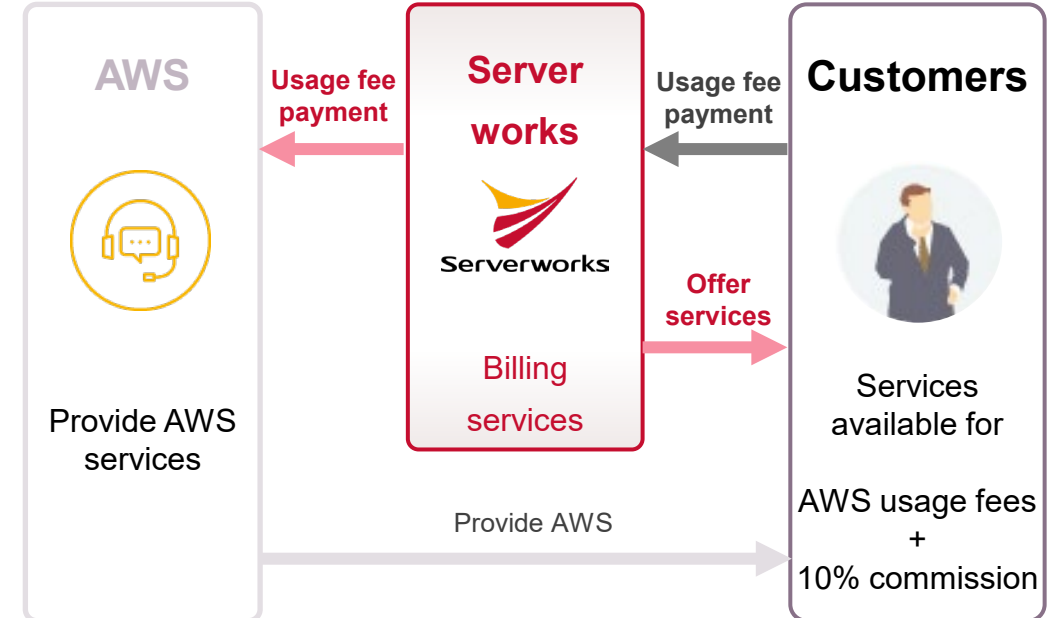 AWS
Provide AWS
services
Usage fee
payment
Server
works
Serverworks
Billing
services
Usage fee
payment
Offer
services
Customers
Services
available for
AWS usage fees
+
10% commission
Provide AWS